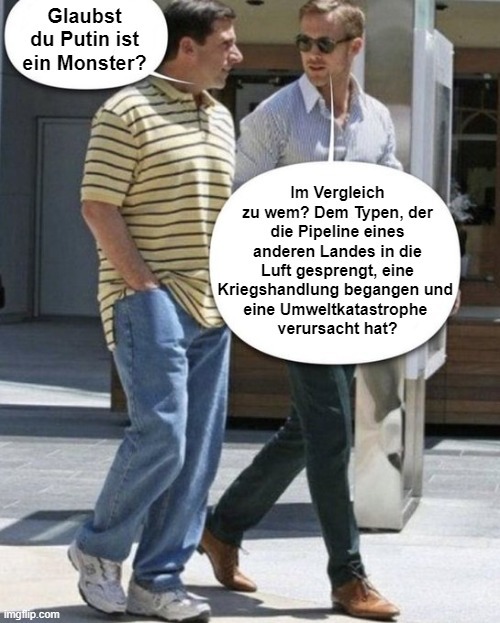 Glaubst
du Putin ist
ein Monster?
Im Vergleich
zu wem? Dem Typen, der
die Pipeline eines
anderen Landes in die
Luft gesprengt, eine
Kriegshandlung begangen und
eine Umweltkatastrophe
verursacht hat?
imgflip.com